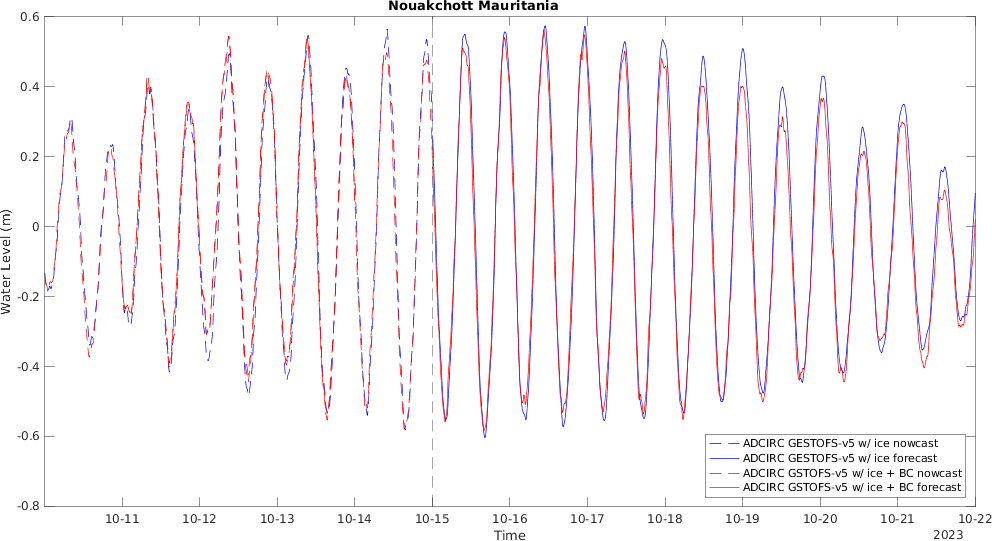 Nouakchott Mauritania
0.6
0.4
0.2
0
-0.2
-0.4
-0.6
-0.8
Water Level (m)
ADCIRC GESTOFS-v5 w/ ice nowcast
ADCIRC GESTOFS-v5 w/ ice forecast
ADCIRC GSTOFS-v5 w/ ice + BC nowcast
ADCIRC GSTOFS-v5 w/ ice + BC forecast
10-11 10-12 10-13 10-14 10-15 10-16 10-17 10-18 10-19 10-20 10-21 10-22
Time
2023